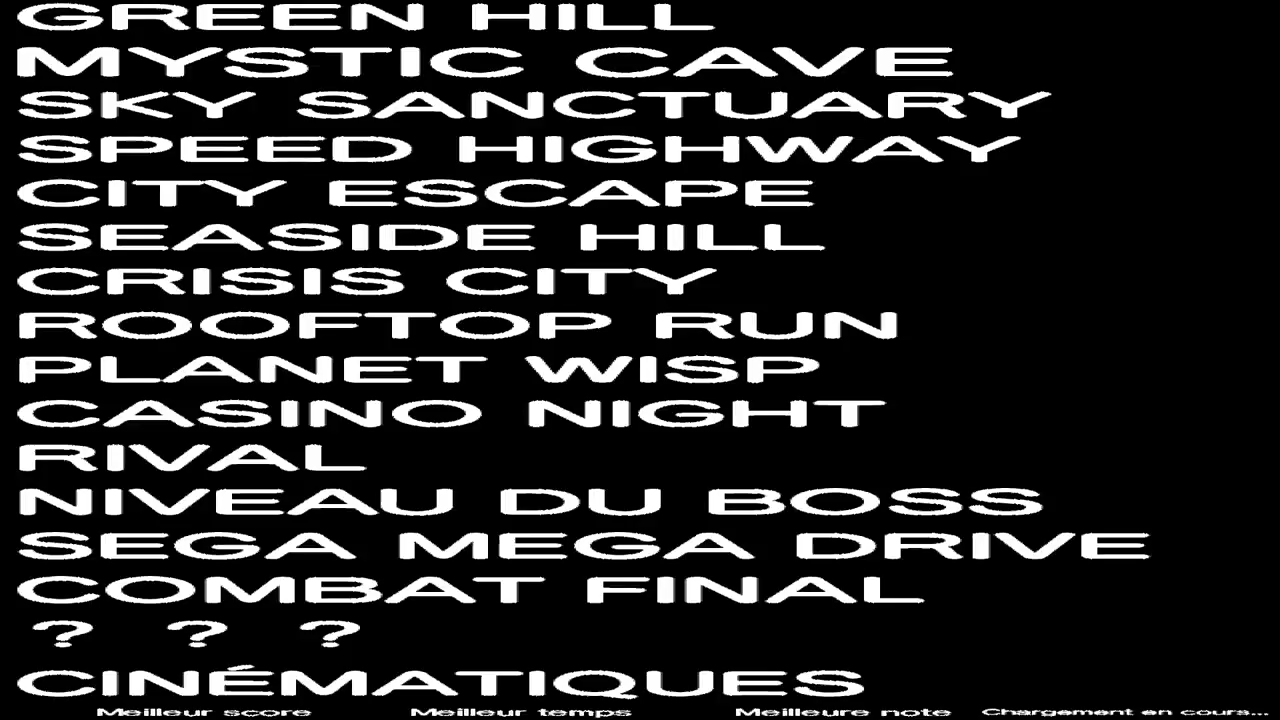 GREEN HILL
MYSTIC CAVE
SKY SANCTUARY
SPEED HIGHWAY
CITY ESCAPE
SEASIDE HILL
CRISIS CITY
ROOFTOP RUN
PLANET WISP
CASINO NIGHT
RIVAL
NIVEAU DU BOSS
SEGA MEGA DRIVE
COMBAT FINAL
? ? ?
CINÉMATIQUES
Meilleur score Meilleur temps Meilleure note Chargement en cours...